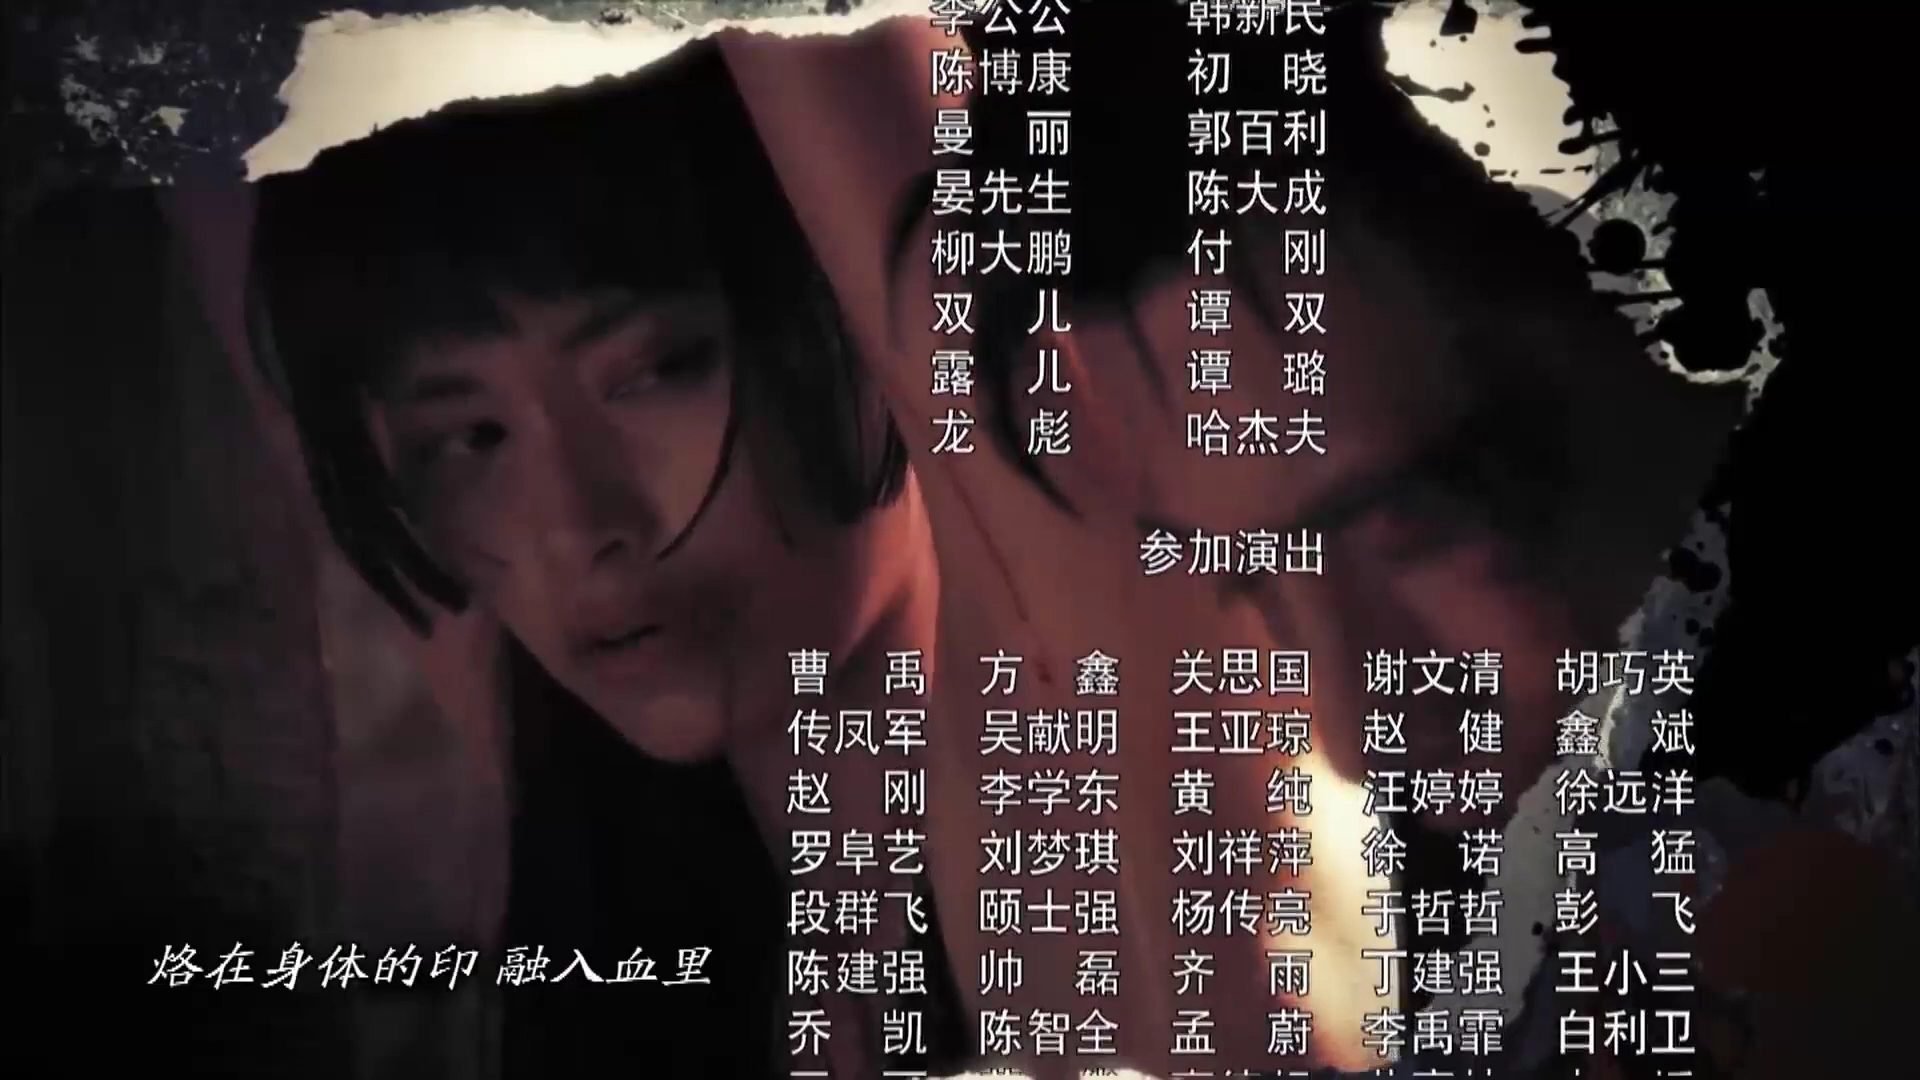 李公公 韩新民
陈博康 初晓
曼丽 郭百利
晏先生 陈大成
柳大鹏 付刚
双儿 谭双
露儿 谭璐
龙彪 哈杰夫
参加演出
曹禹 方鑫 关思国 谢文清 胡巧英
传凤军 吴献明 王亚琼 赵健 鑫斌
赵刚 李学东 黄纯 汪婷婷 徐远洋
罗阜艺 刘梦琪 刘祥萍 徐诺 高猛
段群飞 颐士强 杨传亮 于哲哲 彭飞
陈建强 帅磊 齐雨 丁建强 王小三
乔凯 陈智全 孟蔚 李禹霏 白利卫
烙在身体的印 融入血里